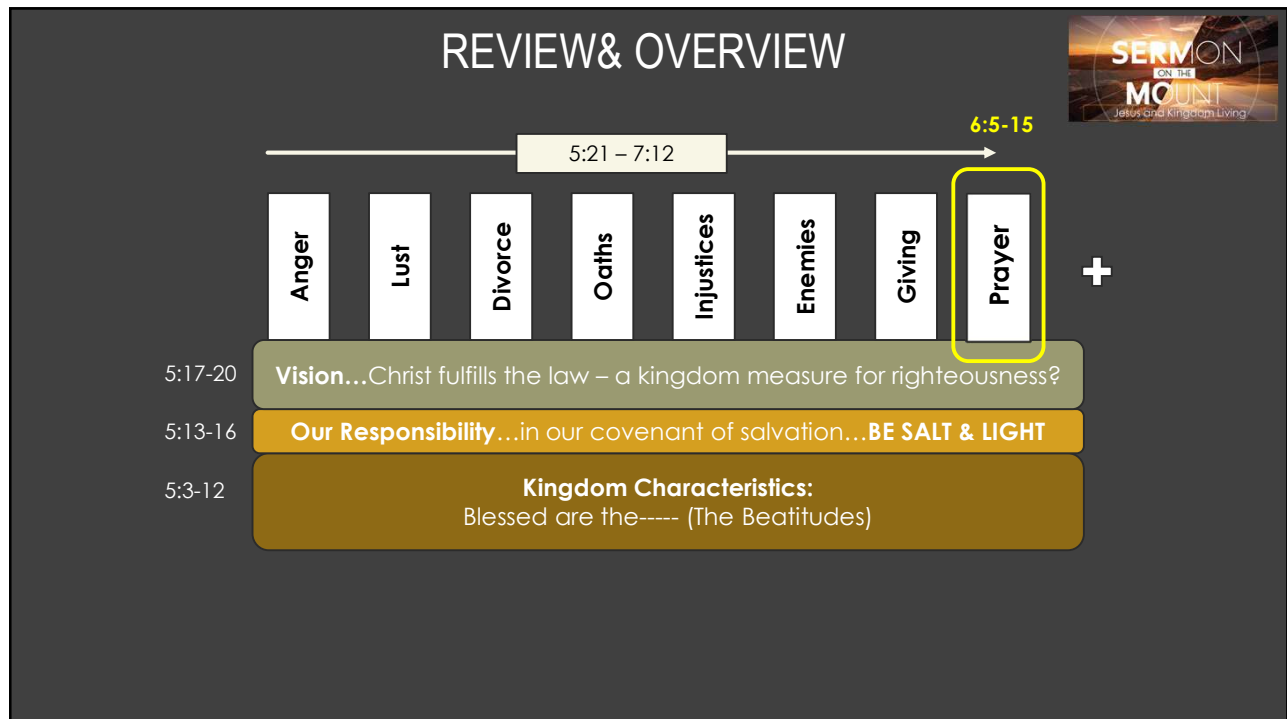 REVIEW& OVERVIEW
SERMON
ON THE
MOUNT
Jesus and Kingdom Living
6:5-15
5:21 – 7:12
Anger
Lust
Divorce
Oaths
Injustices
Enemies
Giving
Prayer
+
5:17-20
Vision...Christ fulfills the law – a kingdom measure for righteousness?
5:13-16
Our Responsibility...in our covenant of salvation...BE SALT & LIGHT
5:3-12
Kingdom Characteristics:
Blessed are the----- (The Beatitudes)